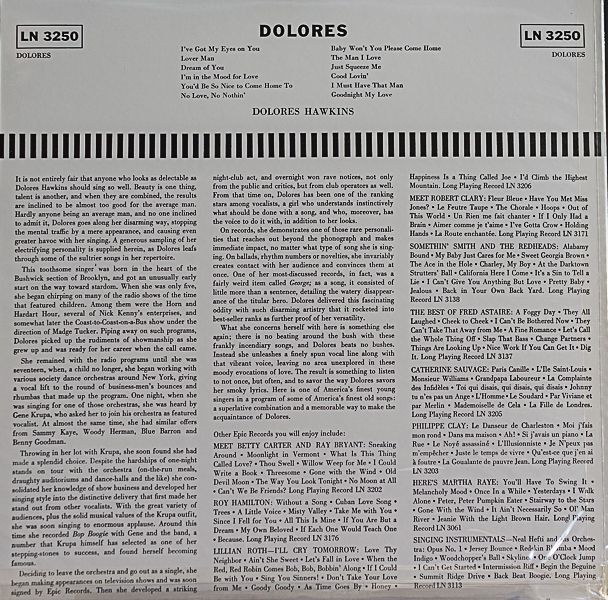 LN 3250
DOLORES
DOLORES
LN 3250
DOLORES
I've Got My Eyes on You
Lover Man
Dream of You
I'm in the Mood for Love
You'd Be So Nice to Come Home To
No Love, No Nothin'
Baby Won't You Please Come Home
The Man I Love
Just Squeeze Me
Good Lovin'
I Must Have That Man
Goodnight My Love
DOLORES HAWKINS
It is not entirely fair that anyone who looks as delectable as
Dolores Hawkins should sing so well. Beauty is one thing,
talent is another, and when they are combined, the results
are inclined to be almost too good for the average man.
Hardly anyone being an average man, and no one inclined
to admit it, Dolores goes along her disarming way, stopping
the mental traffic by a mere appearance, and causing even
greater havoc with her singing. A generous sampling of her
electrifying personality is supplied herein, as Dolores leafs
through some of the sultrier songs in her repertoire.
This toothsome singer was born in the heart of the
Bushwick section of Brooklyn, and got an unusually early
start on the way toward stardom. When she was only five,
she began chirping on many of the radio shows of the time
that featured children. Among them were the Horn and
Hardart Hour, several of Nick Kenny's enterprises, and
somewhat later the Coast-to-Coast-on-a-Bus show under the
direction of Madge Tucker. Piping away on such programs,
Dolores picked up the rudiments of showmanship as she
grew up and was ready for her career when the call came.
She remained with the radio programs until she was
seventeen, when, a child no longer, she began working with
various society dance orchestras around New York, giving
a vocal lift to the round of business-men's bounces and
rhumbas that made up the program. One night, when she
was singing for one of those orchestras, she was heard by
Gene Krupa, who asked her to join his orchestra as featured
vocalist. At almost the same time, she had similar offers
from Sammy Kaye, Woody Herman, Blue Barron and
Benny Goodman.
Throwing in her lot with Krupa, she soon found she had
made a splendid choice. Despite the hardships of one-night
stands on tour with the orchestra (on-the-run meals,
draughty auditoriums and dance-halls and the like) she con-
solidated her knowledge of show business and developed her
singing style into the distinctive delivery that first made her
stand out from other vocalists. With the great variety of
audiences, plus the solid musical values of the Krupa outfit,
she was soon singing to enormous applause. Around this
time she recorded Bop Boogie with Gene and the band, a
number that Krupa himself has selected as one of her
stepping-stones to success, and found herself becoming
famous.
Deciding to leave the orchestra and go out as a single, she
began making appearances on television shows and was soon
signed by Epic Records. Then she developed a striking
night-club act, and overnight won rave notices, not only
from the public and critics, but from club operators as well.
From that time on, Dolores has been one of the ranking
stars among vocalists, a girl who understands instinctively
what should be done with a song, and who, moreover, has
the voice to do it with, in addition to her looks.
On records, she demonstrates one of those rare personali-
ties that reaches out beyond the phonograph and makes
immediate impact, no matter what type of song she is sing-
ing. On ballads, rhythm numbers or novelties, she invariably
creates contact with her audience and convinces them at
once. One of her most-discussed records, in fact, was a
fairly weird item called George; as a song, it consisted of
little more than a sentence, detailing the watery disappear-
ance of the titular hero. Dolores delivered this fascinating
oddity with such disarming artistry that it rocketed into
best-seller ranks as further proof of her versatility.
What she concerns herself with here is something else
again; there is no beating around the bush with these
frankly incendiary songs, and Dolores beats no bushes.
Instead she unleashes a finely spun vocal line along with
that vibrant voice, leaving no area unexplored in these
moody evocations of love. The result is something to listen
to not once, but often, and to savor the way Dolores savors
her smoky lyrics. Here is one of America's finest young
singers in a program of some of America's finest old songs:
a superlative combination and a memorable way to make the
acquaintance of Dolores.
Other Epic Records you will enjoy include:
MEET BETTY CARTER AND RAY BRYANT: Sneaking
Around • Moonlight in Vermont • What Is This Thing
Called Love? • Thou Swell • Willow Weep for Me • I Could
Write a Book • Threesome • Gone with the Wind • Old
Devil Moon • The Way You Look Tonight • No Moon at All
• Can't We Be Friends? Long Playing Record LN 3202
ROY HAMILTON: Without a Song • Cuban Love Song •
Trees • A Little Voice • Misty Valley • Take Me with You •
Since I Fell for You • All This Is Mine • If You Are But a
Dream • My Own Beloved • If Each One Would Teach One
• Because. Long Playing Record LN 3176
LILLIAN ROTH—I'LL CRY TOMORROW: Love Thy
Neighbor • Ain't She Sweet • Let's Fall in Love • When the
Red, Red Robin Comes Bob, Bob, Bobbin' Along • If I Could
Be with You • Sing You Sinners! • Don't Take Your Love
from Me • Goody Goody • As Time Goes By • Honey •
Happiness Is a Thing Called Joe • I'd Climb the Highest
Mountain. Long Playing Record LN 3206
MEET ROBERT CLARY: Fleur Bleue • Have You Met Miss
Jones? • Le Feutre Taupe • The Chorale • Hoops • Out of
This World • Un Rien me fait chanter • If I Only Had a
Brain • Aimer comme je t'aime • I've Gotta Crow • Holding
Hands • La Route enchantée. Long Playing Record LN 3171
SOMETHIN' SMITH AND THE REDHEADS: Alabamy
Bound • My Baby Just Cares for Me • Sweet Georgia Brown •
The Ace in the Hole • Charley, My Boy • At the Darktown
Strutters' Ball • California Here I Come • It's a Sin to Tell a
Lie • I Can't Give You Anything But Love • Pretty Baby •
Jealous • Back in Your Own Back Yard. Long Playing
Record LN 3138
THE BEST OF FRED ASTAIRE: A Foggy Day • They All
Laughed • Cheek to Cheek • I Can't Be Bothered Now • They
Can't Take That Away from Me • A Fine Romance • Let's Call
the Whole Thing Off • Slap That Bass • Change Partners •
Things Are Looking Up • Nice Work If You Can Get It • Dig
It. Long Playing Record LN 3137
CATHERINE SAUVAGE: Paris Canaille • L'Ile Saint-Louis •
Monsieur William • Grandpapa Laboureur • La Complainte
des Infidèles • Toi qui disais, qui disais, qui disais • Johnny
tu n'es pas un Ange • L'Homme • Le Soudard • Par Viviane et
par Merlin • Mademoiselle de Cela • La Fille de Londres.
Long Playing Record LN 3205
PHILIPPE CLAY: Le Danseur de Charleston • Moi j'fais
mon rond • Dans ma maison • Ah! • Si j'avais un piano • La
Rue • Le Noyé assassiné • L'Illusionniste • Je N'peux pas
m'empêcher • Juste le temps de vivre • Qu'est-ce que j'en ai
à foutre • La Goualante de pauvre Jean. Long Playing Record
LN 3203
HERE'S MARTHA RAYE: You'll Have To Swing It •
Melancholy Mood • Once In a While • Yesterdays • I Walk
Alone • Peter, Peter Pumpkin Eater • Stairway to the Stars
• Gone With the Wind • It Ain't Necessarily So • Ol' Man
River • Jeanie With the Light Brown Hair. Long Playing
Record LN 3061
SINGING INSTRUMENTALS—Neal Hefti and his Orches-
tra: Opus No. 1 • Jersey Bounce • Redskin Rhumba • Mood
Indigo • Woodchopper's Ball • Skyline • One O'Clock Jump
• I Can't Get Started • Intermission Riff • Begin the Beguine
• Summit Ridge Drive • Back Beat Boogie. Long Playing
Record LN 3113